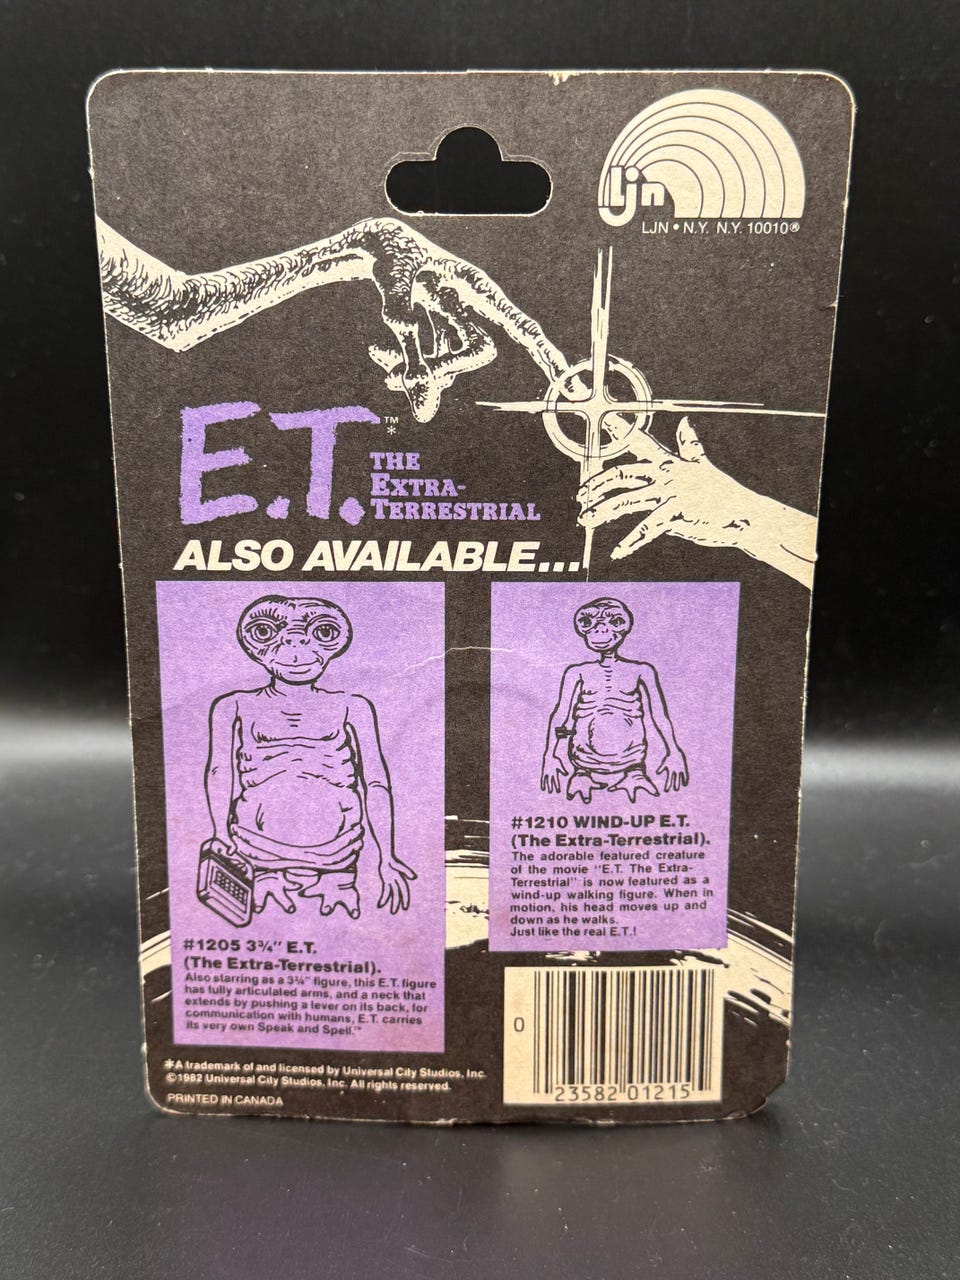 ljn
LJN • N.Y. N.Y. 10010®
E.T.™
*
THE
EXTRA-
TERRESTRIAL
ALSO AVAILABLE...
#1205 3¾" E.T.
(The Extra-Terrestrial).
Also starring as a 3¾" figure, this E.T. figure
has fully articulated arms, and a neck that
extends by pushing a lever on its back, for
communication with humans, E.T. carries
its very own Speak and Spell.™
#1210 WIND-UP E.T.
(The Extra-Terrestrial).
The adorable featured creature
of the movie "E.T. The Extra-
Terrestrial" is now featured as a
wind-up walking figure. When in
motion, his head moves up and
down as he walks.
Just like the real E.T.!
*A trademark of and licensed by Universal City Studios, Inc.
©1982 Universal City Studios, Inc. All rights reserved.
PRINTED IN CANADA
0 23582 01215